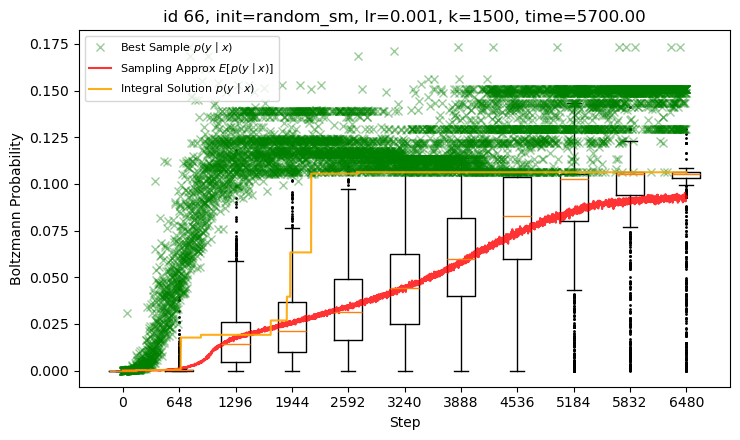 id 66, init=random_sm, lr=0.001, k=1500, time=5700.00
Best Sample p(y | x)
Sampling Approx E[p(y | x)]
Integral Solution p(y | x)
Boltzmann Probability
0.175
0.150
0.125
0.100
0.075
0.050
0.025
0.000
0 648 1296 1944 2592 3240 3888 4536 5184 5832 6480
Step